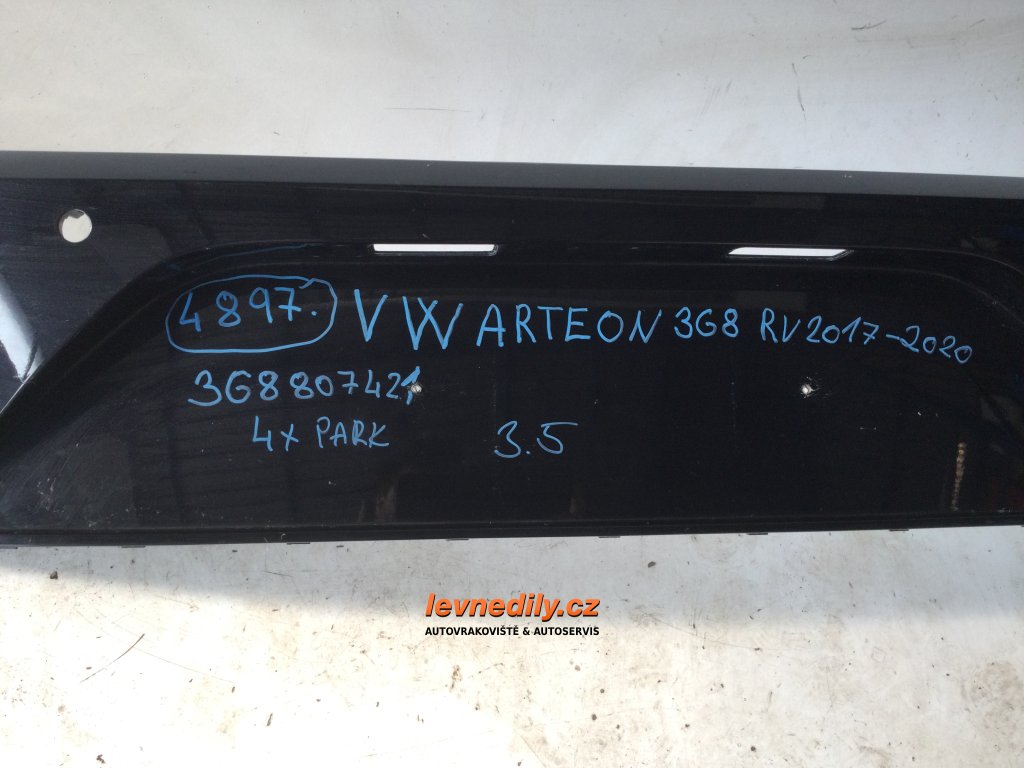 4897. VW ARTEON 3G8 RV2017-2020
3G8807421
4X PARK 3.5
levnedily.cz
AUTOVRAKOVIŠTĚ & AUTOSERVIS